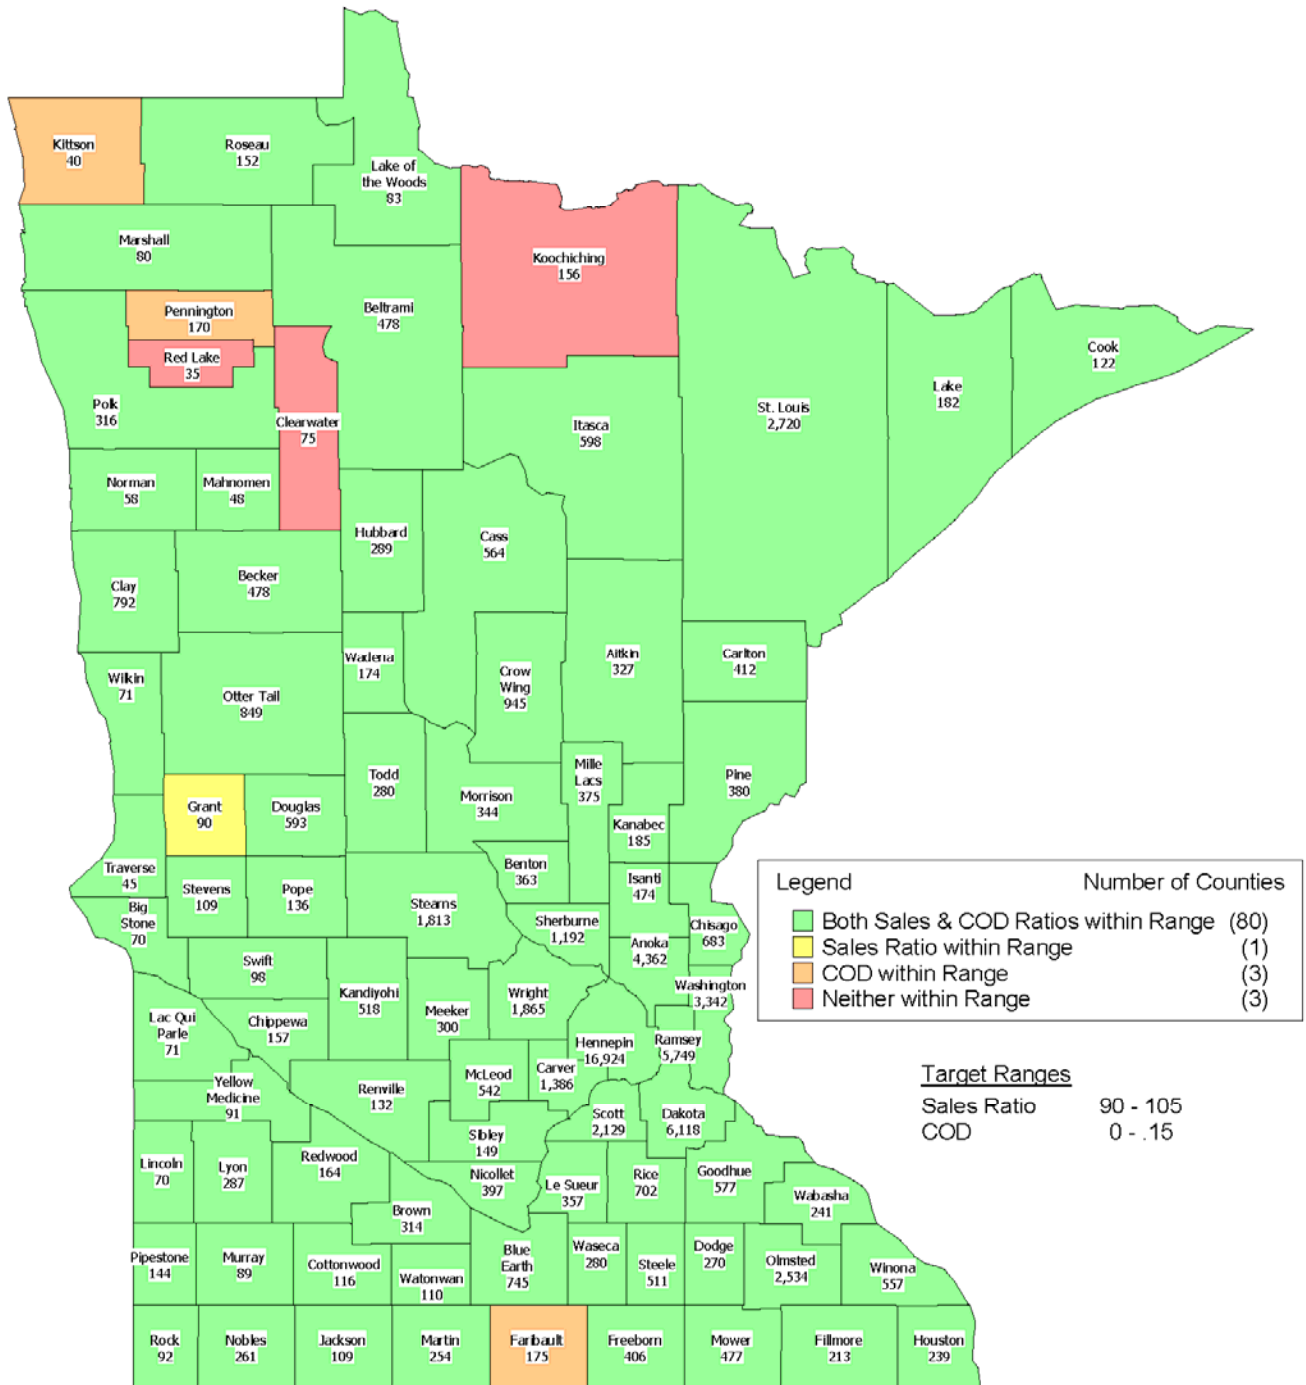 Kittson
40
Roseau
152
Lake of
the Woods
83
Marshall
80
Koochiching
156
Pennington
170
Beltrami
478
Red Lake
35
Cook
122
Lake
182
Polk
316
St. Louis
2,720
Clearwater
75
Itasca
598
Norman
58
Mahnomen
48
Hubbard
289
Cass
564
Clay
792
Becker
478
Wadena
174
Aitkin
327
Carlton
412
Wilkin
71
Otter Tail
849
Crow
Wing
945
Todd
280
Mille
Lacs
375
Pine
380
Grant
90
Douglas
593
Morrison
344
Kanabec
185
Traverse
45
Stevens
109
Pope
136
Benton
363
Isanti
474
Big
Stone
70
Stearns
1,813
Sherburne
1,192
Chisago
683
Anoka
4,362
Swift
98
Kandiyohi
518
Wright
1,865
Washington
3,342
Lac Qui
Parle
71
Chippewa
157
Meeker
300
Hennepin
16,924
Ramsey
5,749
Yellow
Medicine
91
Renville
132
McLeod
542
Carver
1,386
Scott
2,129
Dakota
6,118
Sibley
149
Lincoln
70
Lyon
287
Redwood
164
Nicollet
397
Le Sueur
357
Rice
702
Goodhue
577
Wabasha
241
Brown
314
Pipestone
144
Murray
89
Cottonwood
116
Watonwan
110
Blue
Earth
745
Waseca
280
Steele
511
Dodge
270
Olmsted
2,534
Winona
557
Rock
92
Nobles
261
Jackson
109
Martin
254
Faribault
175
Freeborn
406
Mower
477
Fillmore
213
Houston
239
Legend Number of Counties
Both Sales & COD Ratios within Range (80)
Sales Ratio within Range (1)
COD within Range (3)
Neither within Range (3)
Target Ranges
Sales Ratio 90 - 105
COD 0 - .15